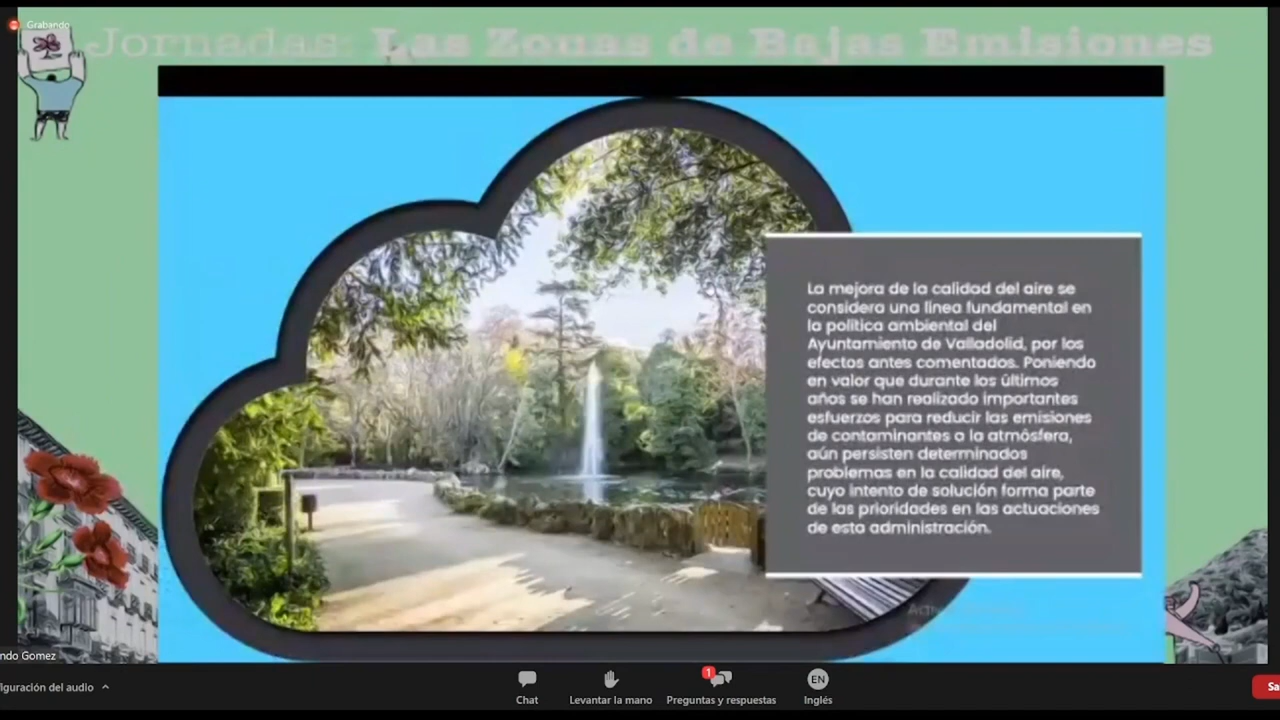 Grabando
Jornadas: Las Zonas de Bajas Emisiones
La mejora de la calidad del aire se
considera una línea fundamental en
la política ambiental del
Ayuntamiento de Valladolid, por los
efectos antes comentados. Poniendo
en valor que durante los últimos
años se han realizado importantes
esfuerzos para reducir las emisiones
de contaminantes a la atmósfera,
aún persisten determinados
problemas en la calidad del aire,
cuyo intento de solución forma parte
de las prioridades en las actuaciones
de esta administración.
ndo Gomez
iguración del audio
Chat
Levantar la mano
1
Preguntas y respuestas
EN
Inglés
Sa